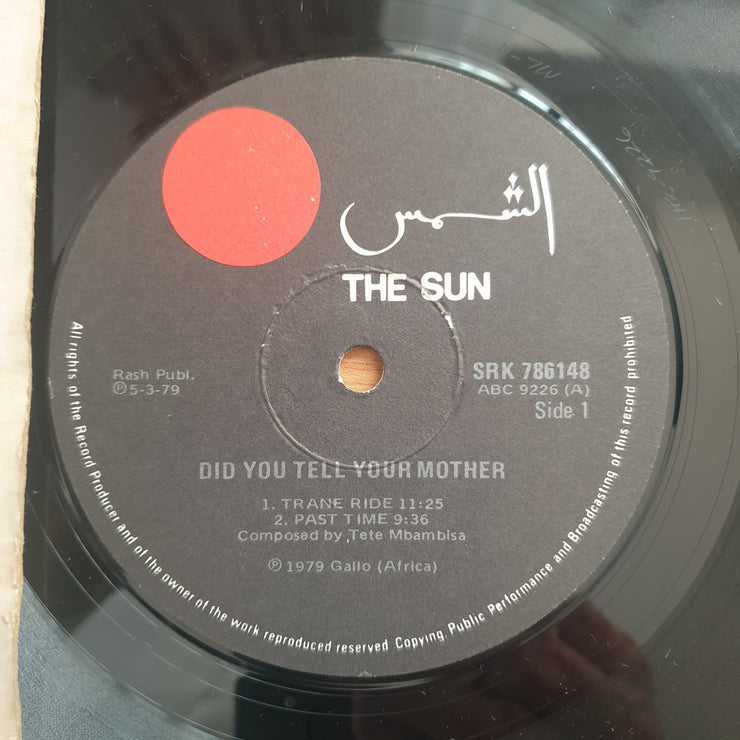 الشمس
THE SUN
Rash Publ.
℗5-3-79
SRK 786148
ABC 9226 (A)
Side 1
DID YOU TELL YOUR MOTHER
1. TRANE RIDE 11:25
2. PAST TIME 9:36
Composed by Tete Mbambisa
℗ 1979 Gallo (Africa)
All rights of the Record Producer and of the owner of the work reproduced reserved Copying, Public Performance and Broadcasting of this record prohibited